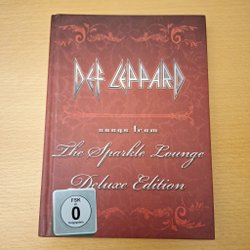 DEF LEPPARD
songs from
The Sparkle Lounge
Deluxe Edition
FSK
0